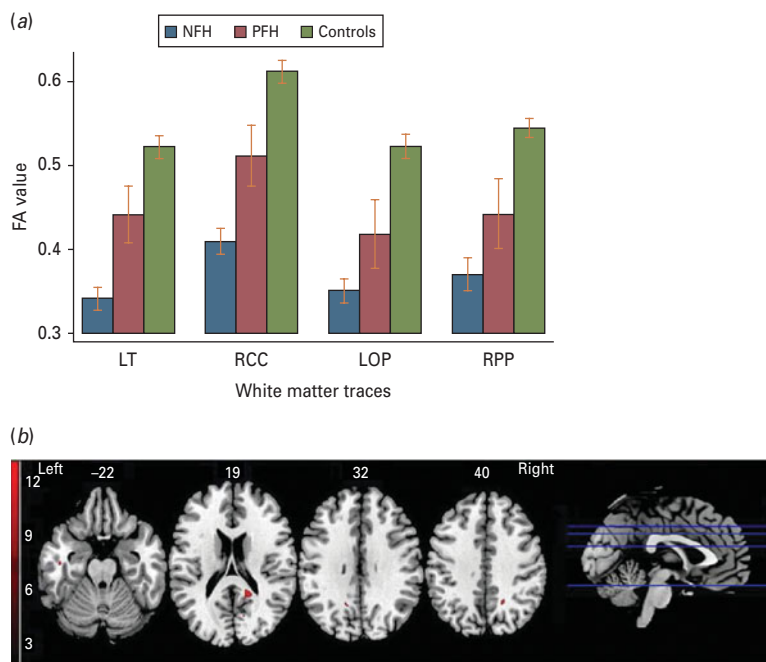 (a)
NFH PFH Controls
0.6
0.5
0.4
0.3
FA value
LT RCC LOP RPP
White matter traces
(b)
Left –22 19 32 40 Right
12
9
6
3